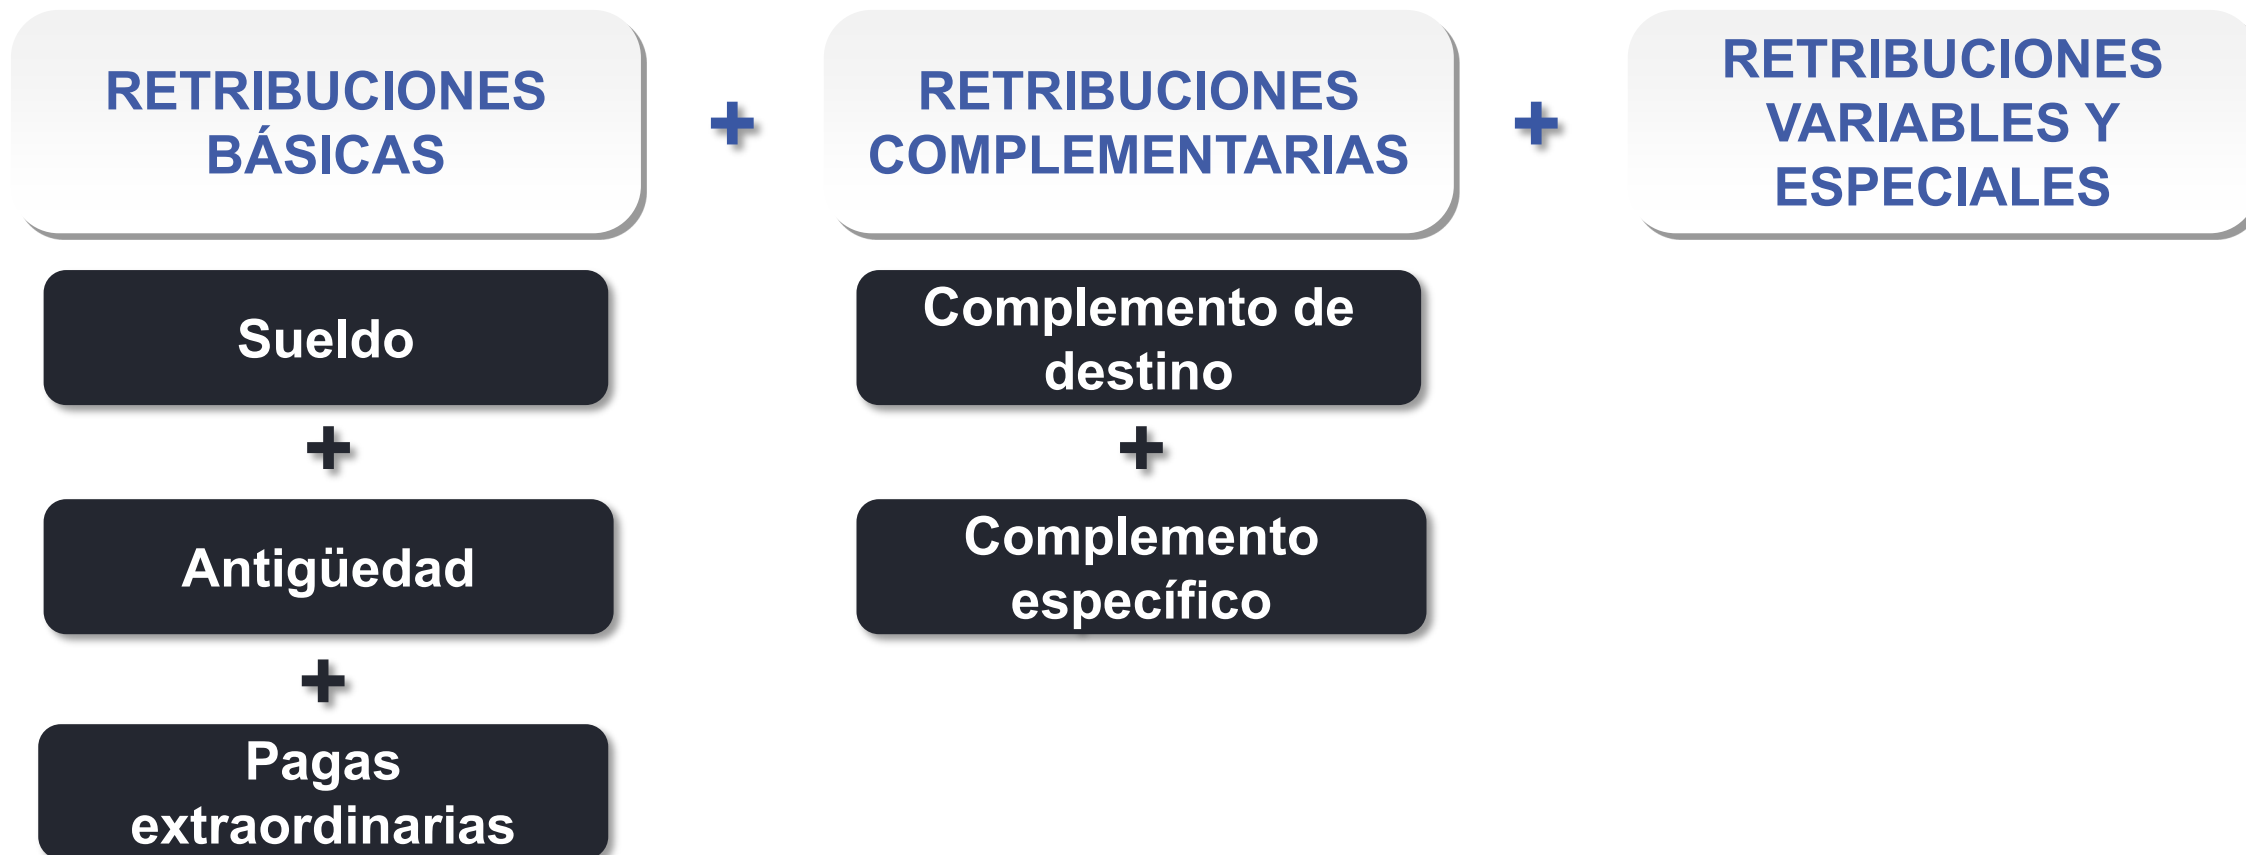 RETRIBUCIONES
BÁSICAS
+
RETRIBUCIONES
COMPLEMENTARIAS
+
RETRIBUCIONES
VARIABLES Y
ESPECIALES
Sueldo
+
Antigüedad
+
Pagas
extraordinarias
Complemento de
destino
+
Complemento
específico